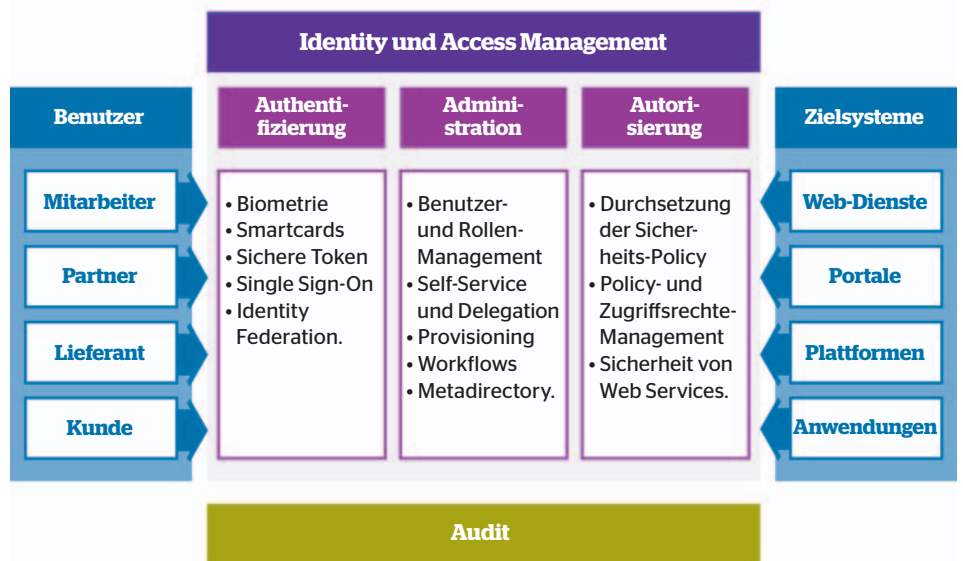 Identity und Access Management
Benutzer
Mitarbeiter
Partner
Lieferant
Kunde
Authenti-
fizierung
• Biometrie
• Smartcards
• Sichere Token
• Single Sign-On
• Identity
Federation.
Admini-
stration
• Benutzer-
und Rollen-
Management
• Self-Service
und Delegation
• Provisioning
• Workflows
• Metadirectory.
Autori-
sierung
• Durchsetzung
der Sicher-
heits-Policy
• Policy- und
Zugriffsrechte-
Management
• Sicherheit von
Web Services.
Zielsysteme
Web-Dienste
Portale
Plattformen
Anwendungen
Audit